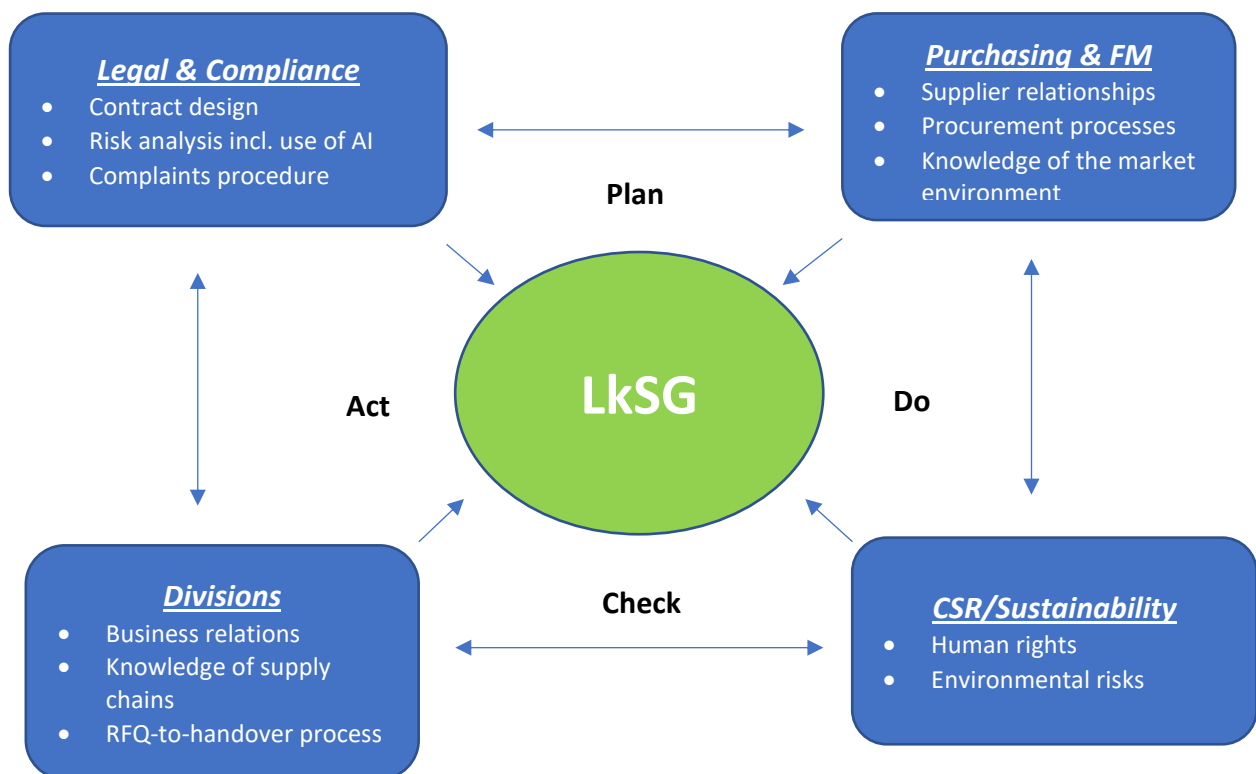 Legal & Compliance
• Contract design
• Risk analysis incl. use of AI
• Complaints procedure
Purchasing & FM
• Supplier relationships
• Procurement processes
• Knowledge of the market
environment
Plan
LkSG
Act
Do
Check
Divisions
• Business relations
• Knowledge of supply
chains
• RFQ-to-handover process
CSR/Sustainability
• Human rights
• Environmental risks